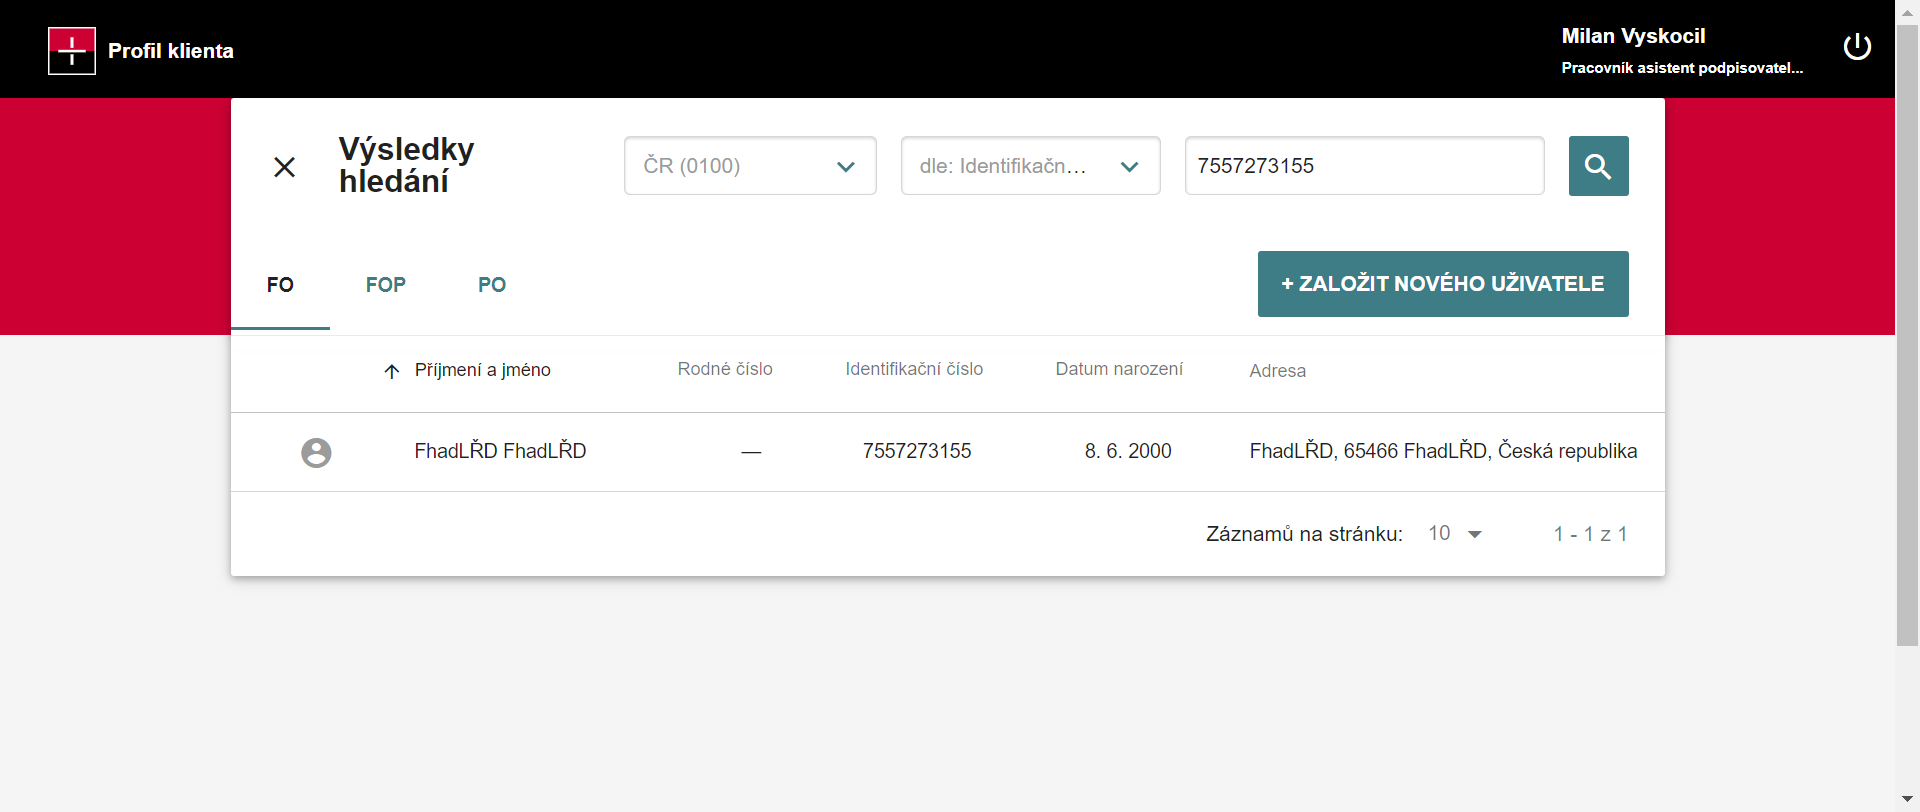 Profil klienta
Milan Vyskocil
Pracovník asistent podpisovatel...
Výsledky
hledání
ČR (0100)
dle: Identifikačn...
7557273155
FO
FOP
PO
+ ZALOŽIT NOVÉHO UŽIVATELE
Příjmení a jméno
Rodné číslo
Identifikační číslo
Datum narození
Adresa
FhadLŘD FhadLŘD
—
7557273155
8. 6. 2000
FhadLŘD, 65466 FhadLŘD, Česká republika
Záznamů na stránku:
10
1 - 1 z 1